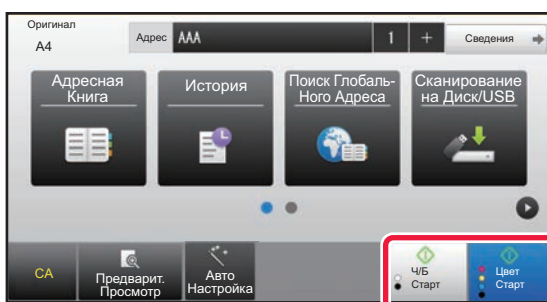 Оригинал
A4
Адрес AAA 1 + Сведения
Адресная
Книга
История
Поиск Глобаль-
Ного Адреса
Сканирование
на Диск/USB
CA
Предварит.
Просмотр
Авто
Настройка
Ч/Б
Старт
Цвет
Старт